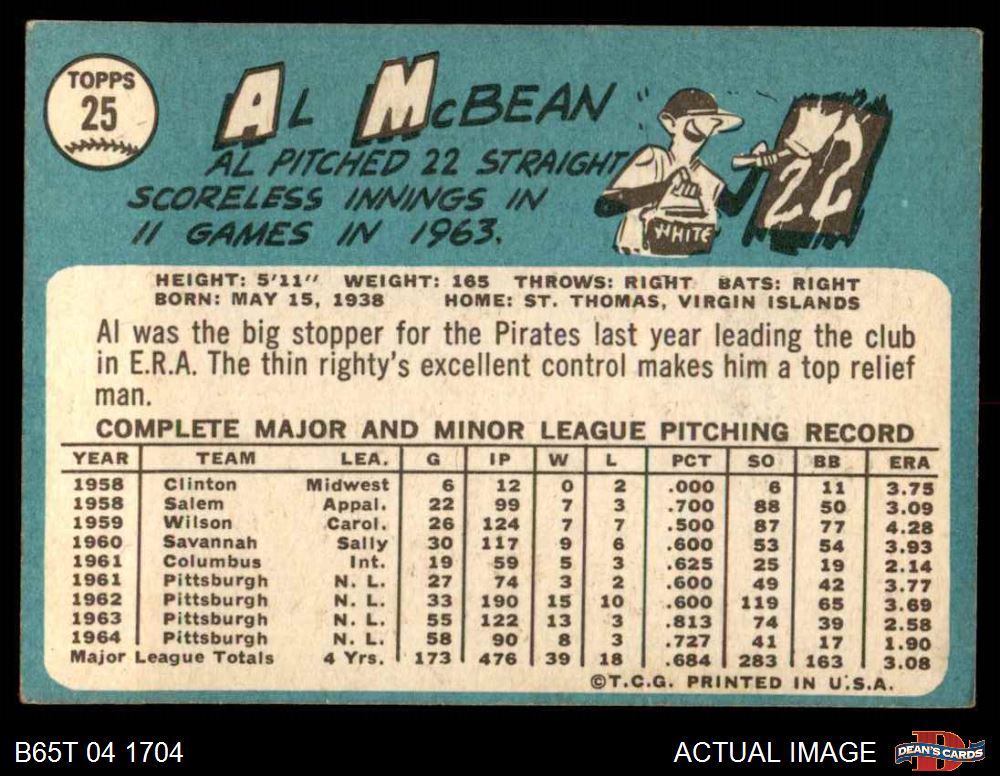 TOPPS
25
AL McBEAN
AL PITCHED 22 STRAIGHT
SCORELESS INNINGS IN
11 GAMES IN 1963.
22
WHITE
HEIGHT: 5'11" WEIGHT: 165 THROWS: RIGHT BATS: RIGHT
BORN: MAY 15, 1938 HOME: ST. THOMAS, VIRGIN ISLANDS
Al was the big stopper for the Pirates last year leading the club
in E.R.A. The thin righty's excellent control makes him a top relief
man.
COMPLETE MAJOR AND MINOR LEAGUE PITCHING RECORD
YEAR TEAM LEA. G IP W L PCT SO BB ERA
1958 Clinton Midwest 6 12 0 2 .000 6 11 3.75
1958 Salem Appal. 22 99 7 3 .700 88 50 3.09
1959 Wilson Carol. 26 124 7 7 .500 87 77 4.28
1960 Savannah Sally 30 117 9 6 .600 53 54 3.93
1961 Columbus Int. 19 59 5 3 .625 25 19 2.14
1961 Pittsburgh N. L. 27 74 3 2 .600 49 42 3.77
1962 Pittsburgh N. L. 33 190 15 10 .600 119 65 3.69
1963 Pittsburgh N. L. 55 122 13 3 .813 74 39 2.58
1964 Pittsburgh N. L. 58 90 8 3 .727 41 17 1.90
Major League Totals 4 Yrs. 173 476 39 18 .684 283 163 3.08
©T.C.G. PRINTED IN U.S.A.
B65T 04 1704 ACTUAL IMAGE DEAN'S CARDS